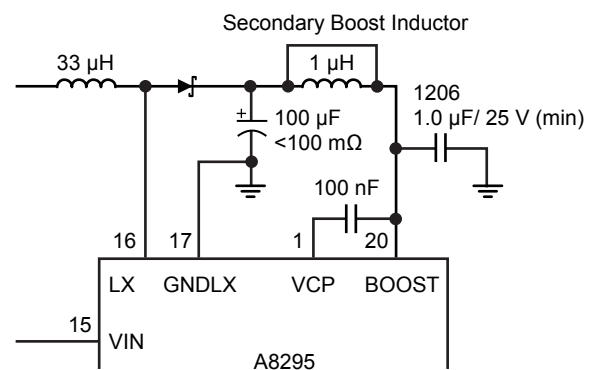 Secondary Boost Inductor
33 µH
1 µH
1206
1.0 µF/ 25 V (min)
+
100 µF
<100 mΩ
100 nF
16
17
1
20
LX
GNDLX
VCP
BOOST
15
VIN
A8295